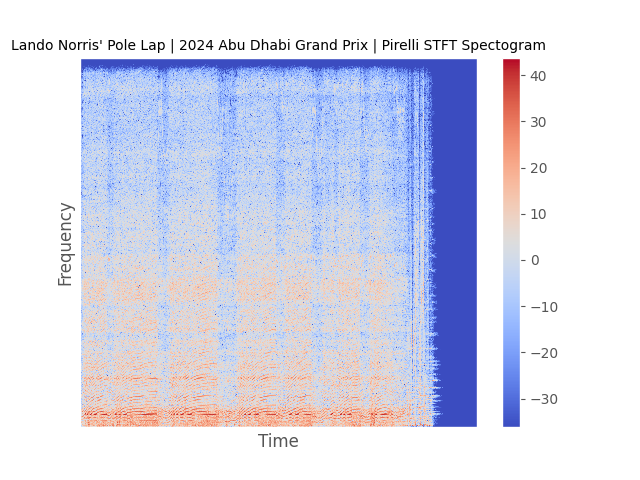 Lando Norris' Pole Lap | 2024 Abu Dhabi Grand Prix | Pirelli STFT Spectogram
Frequency
Time
40
30
20
10
0
−10
−20
−30